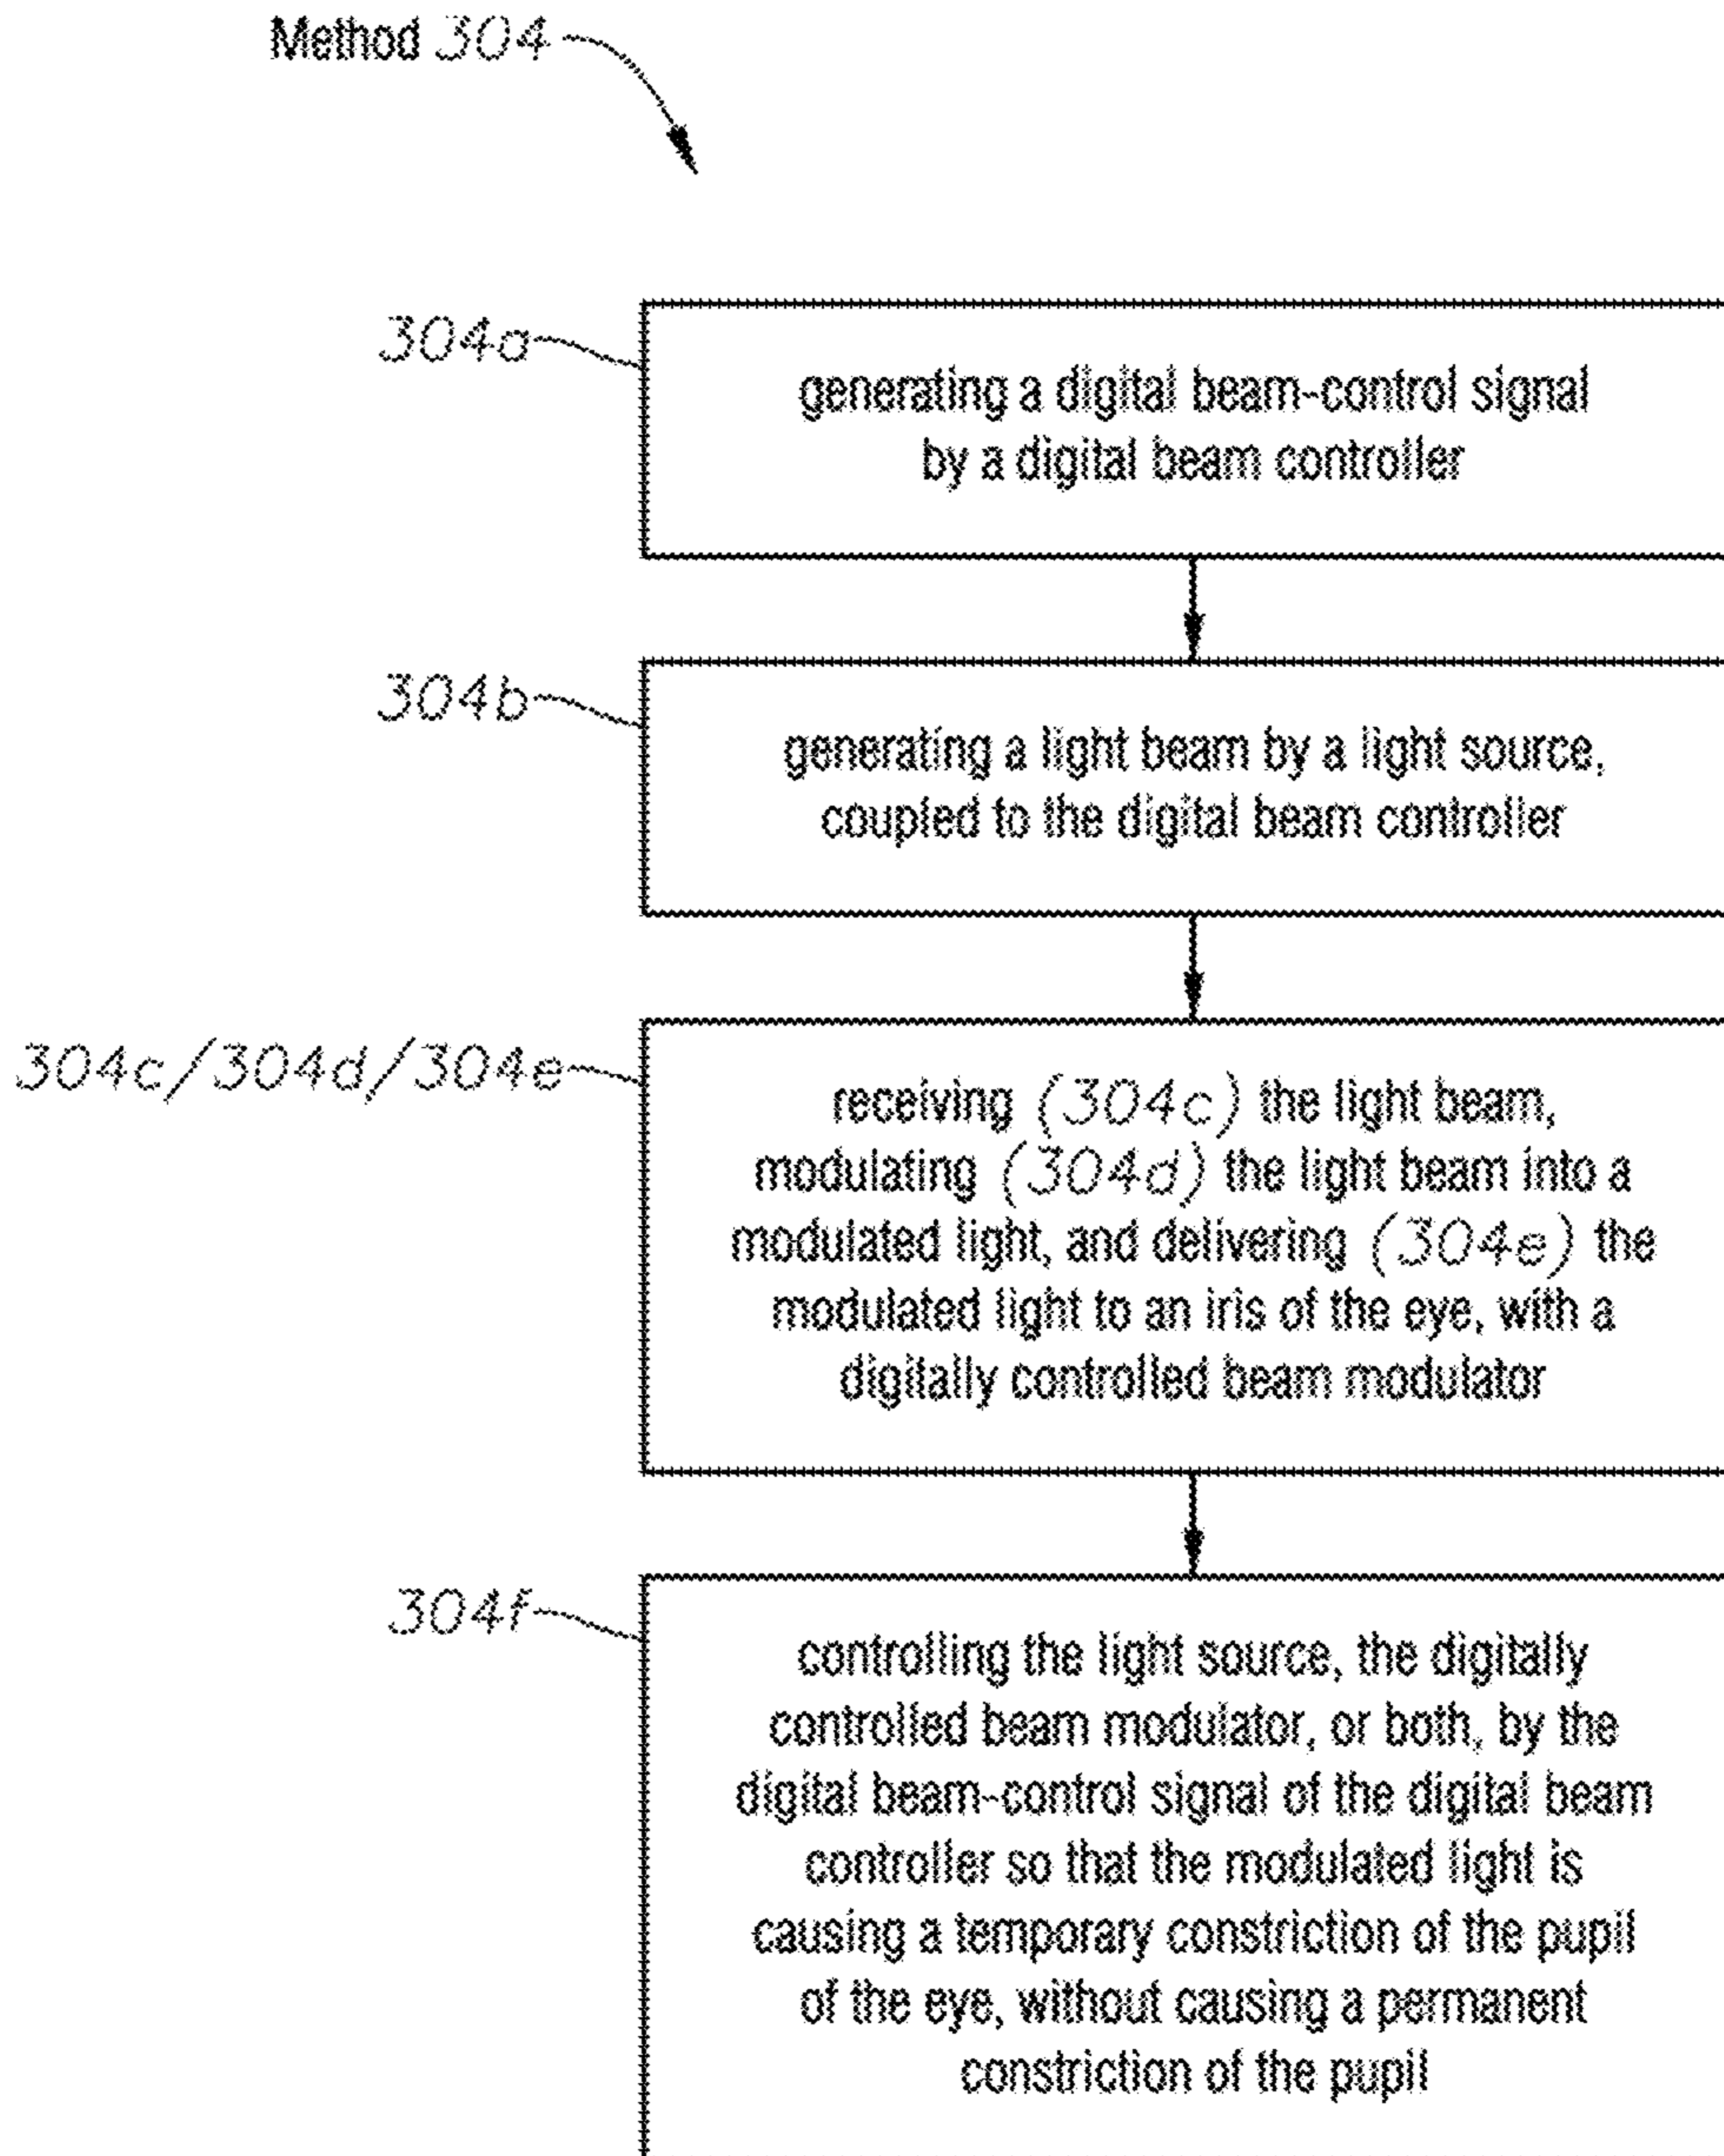 Method 304
304a
generating a digital beam-control signal
by a digital beam controller
304b
generating a light beam by a light source,
coupled to the digital beam controller
304c/304d/304e
receiving (304c) the light beam,
modulating (304d) the light beam into a
modulated light, and delivering (304e) the
modulated light to an iris of the eye, with a
digitally controlled beam modulator
304f
controlling the light source, the digitally
controlled beam modulator, or both, by the
digital beam-control signal of the digital beam
controller so that the modulated light is
causing a temporary constriction of the pupil
of the eye, without causing a permanent
constriction of the pupil